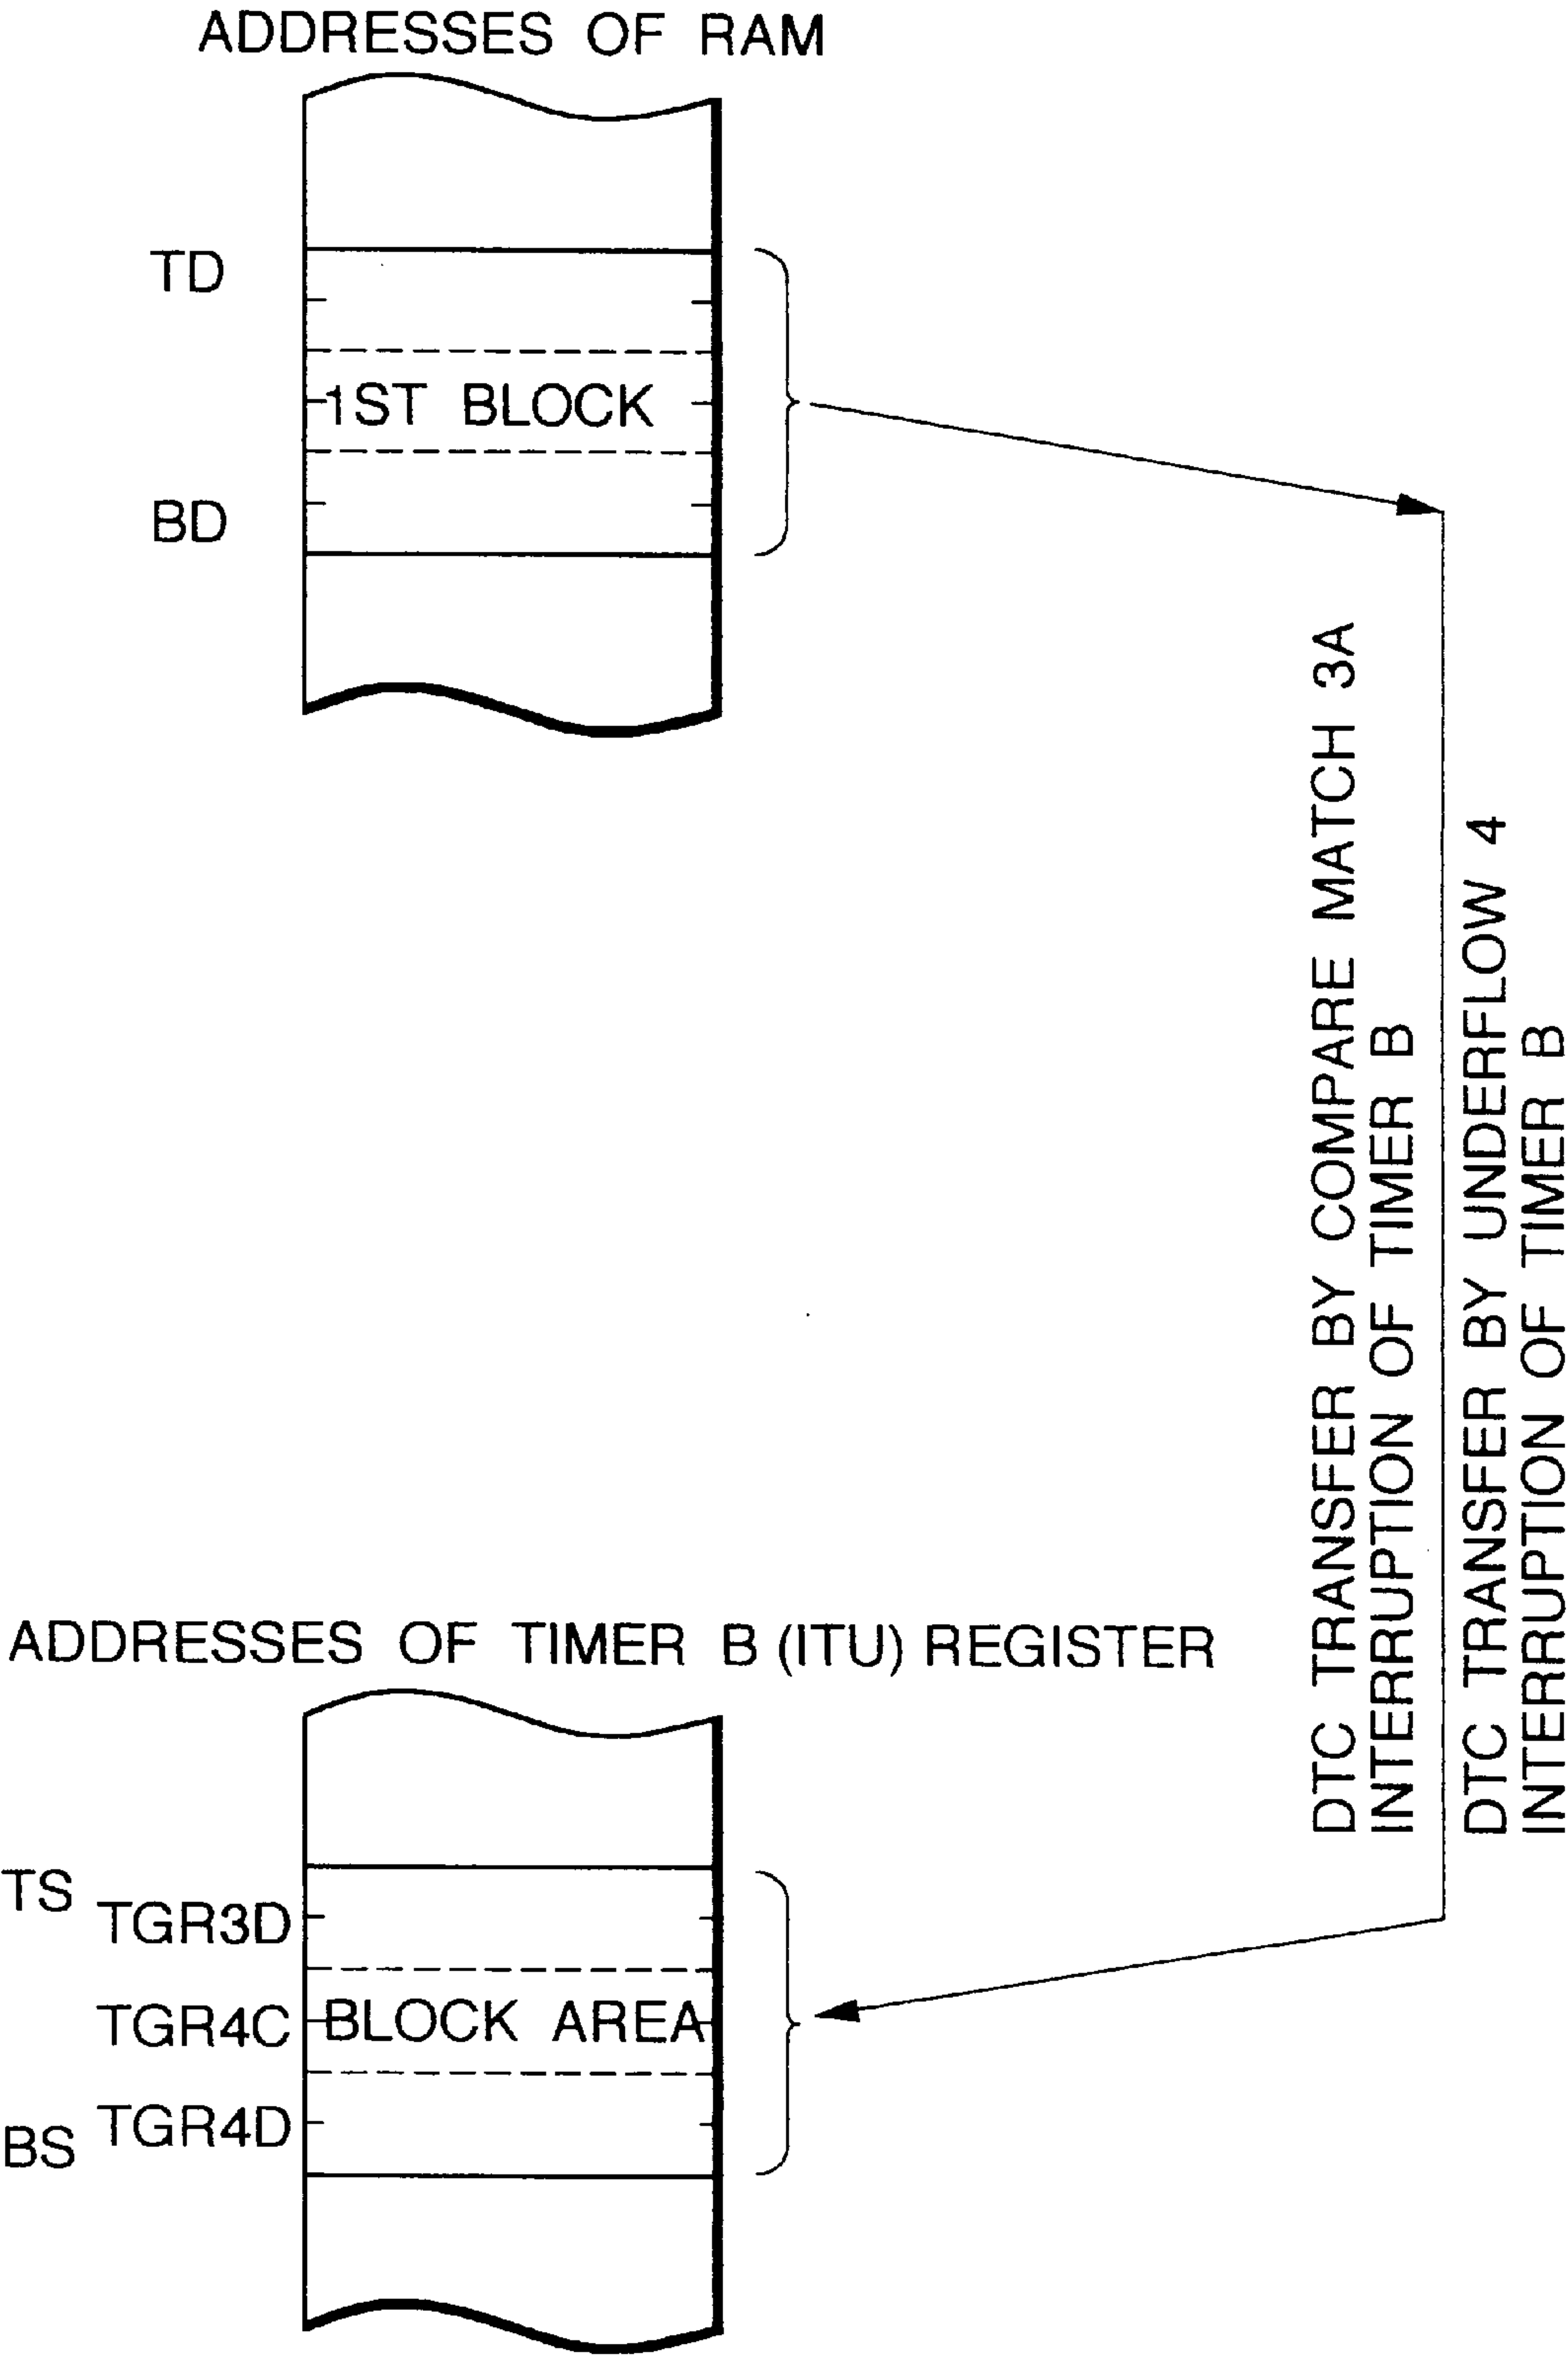 ADDRESSES OF RAM
TD
1ST BLOCK
BD
DTC TRANSFER BY COMPARE MATCH 3A
INTERRUPTION OF TIMER B
DTC TRANSFER BY UNDERFLOW 4
INTERRUPTION OF TIMER B
ADDRESSES OF TIMER B (ITU) REGISTER
TS
TGR3D
TGR4C
BLOCK AREA
BS
TGR4D